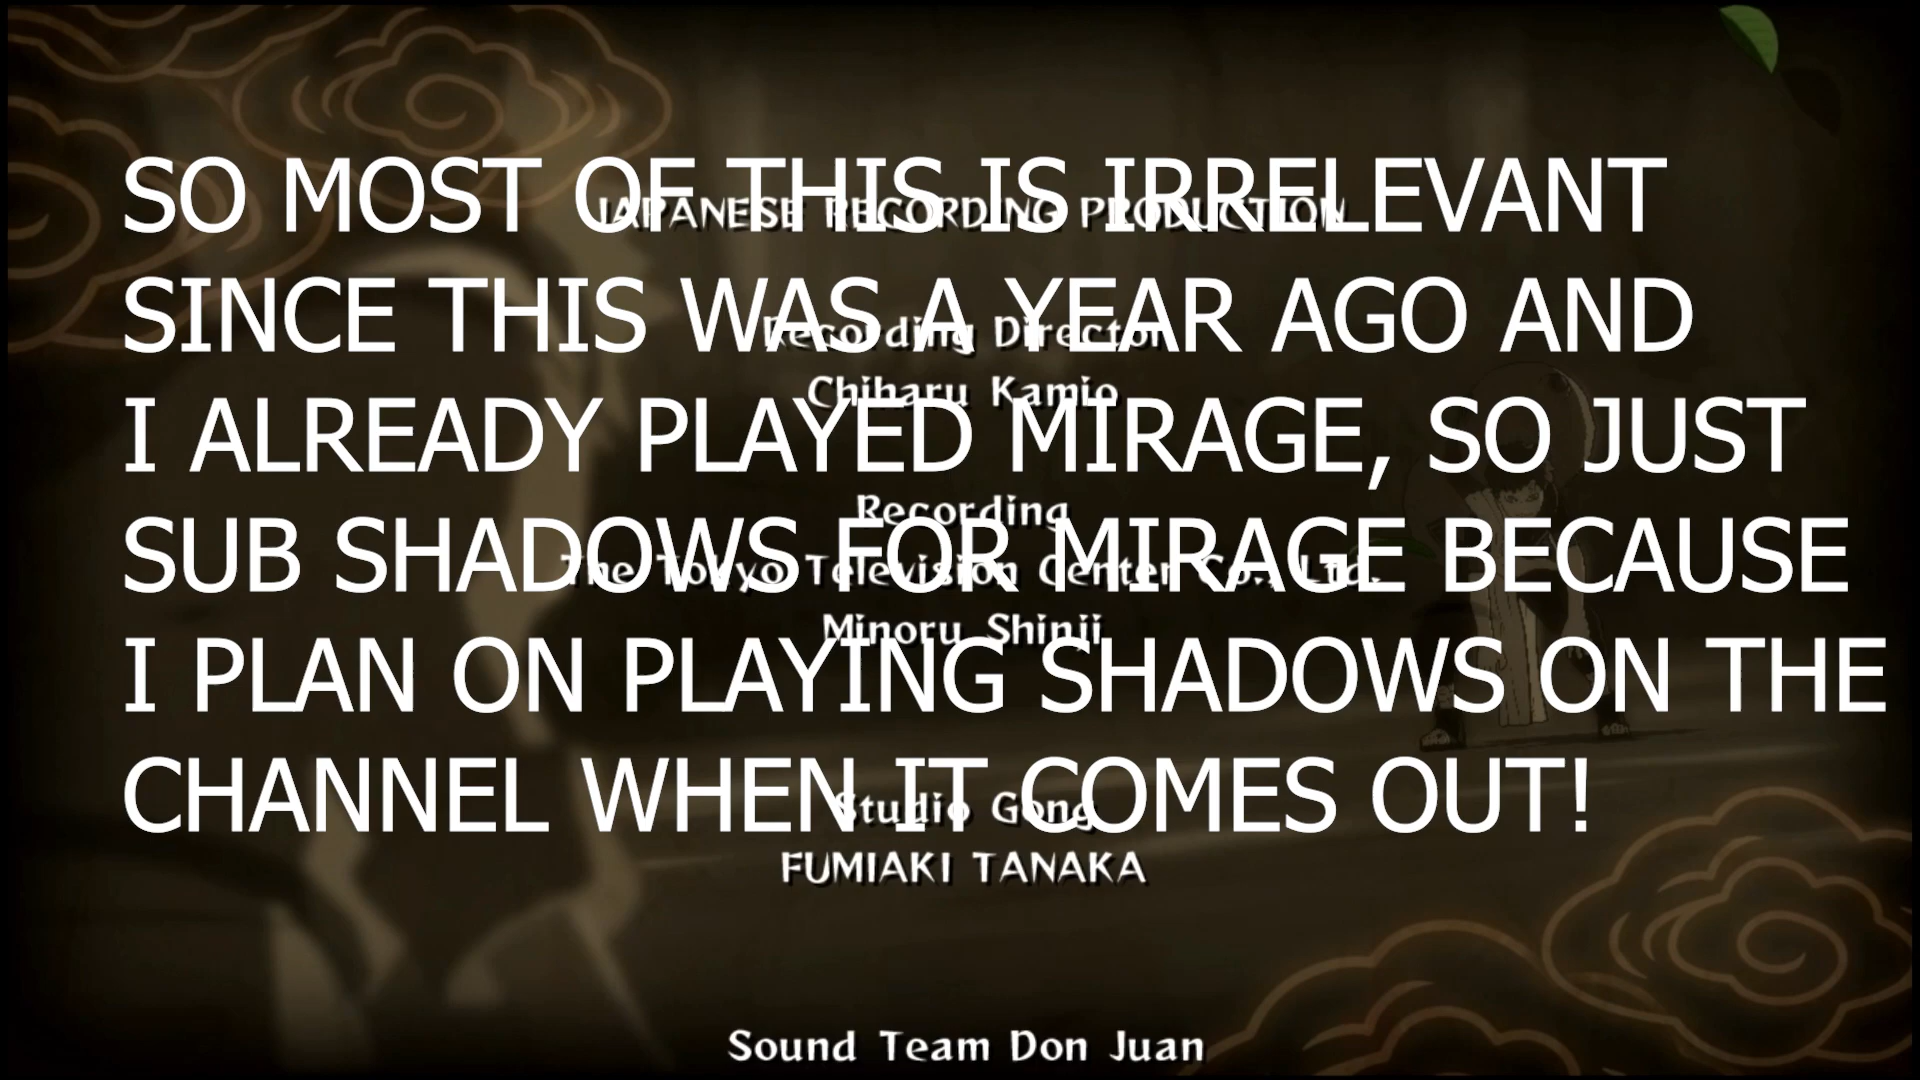 SO MOST OF THIS IS IRRELEVANT
JAPANESE RECORDING PRODUCTION
SINCE THIS WAS A YEAR AGO AND
Recording Director
Chiharu Kamio
I ALREADY PLAYED MIRAGE, SO JUST
Recording
SUB SHADOWS FOR MIRAGE BECAUSE
The Tokyo Television Center Co., Ltd.
Minoru Shinji
I PLAN ON PLAYING SHADOWS ON THE
CHANNEL WHEN IT COMES OUT!
Studio Gong
FUMIAKI TANAKA
Sound Team Don Juan